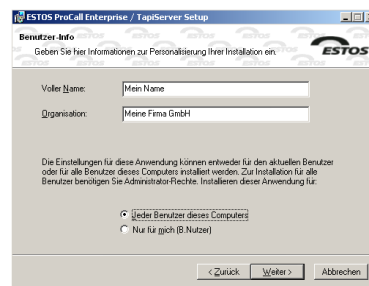 ESTOS ProCall Enterprise / TapiServer Setup
Benutzer-Info
Geben Sie hier Informationen zur Personalisierung Ihrer Installation ein.
ESTOS
Voller Name:
Mein Name
Organisation:
Meine Firma GmbH
Die Einstellungen für diese Anwendung können entweder für den aktuellen Benutzer
oder für alle Benutzer dieses Computers installiert werden. Zur Installation für alle
Benutzer benötigen Sie Administrator-Rechte. Installieren dieser Anwendung für:
Jeder Benutzer dieses Computers
Nur für mich (B.Nutzer)
< Zurück
Weiter >
Abbrechen